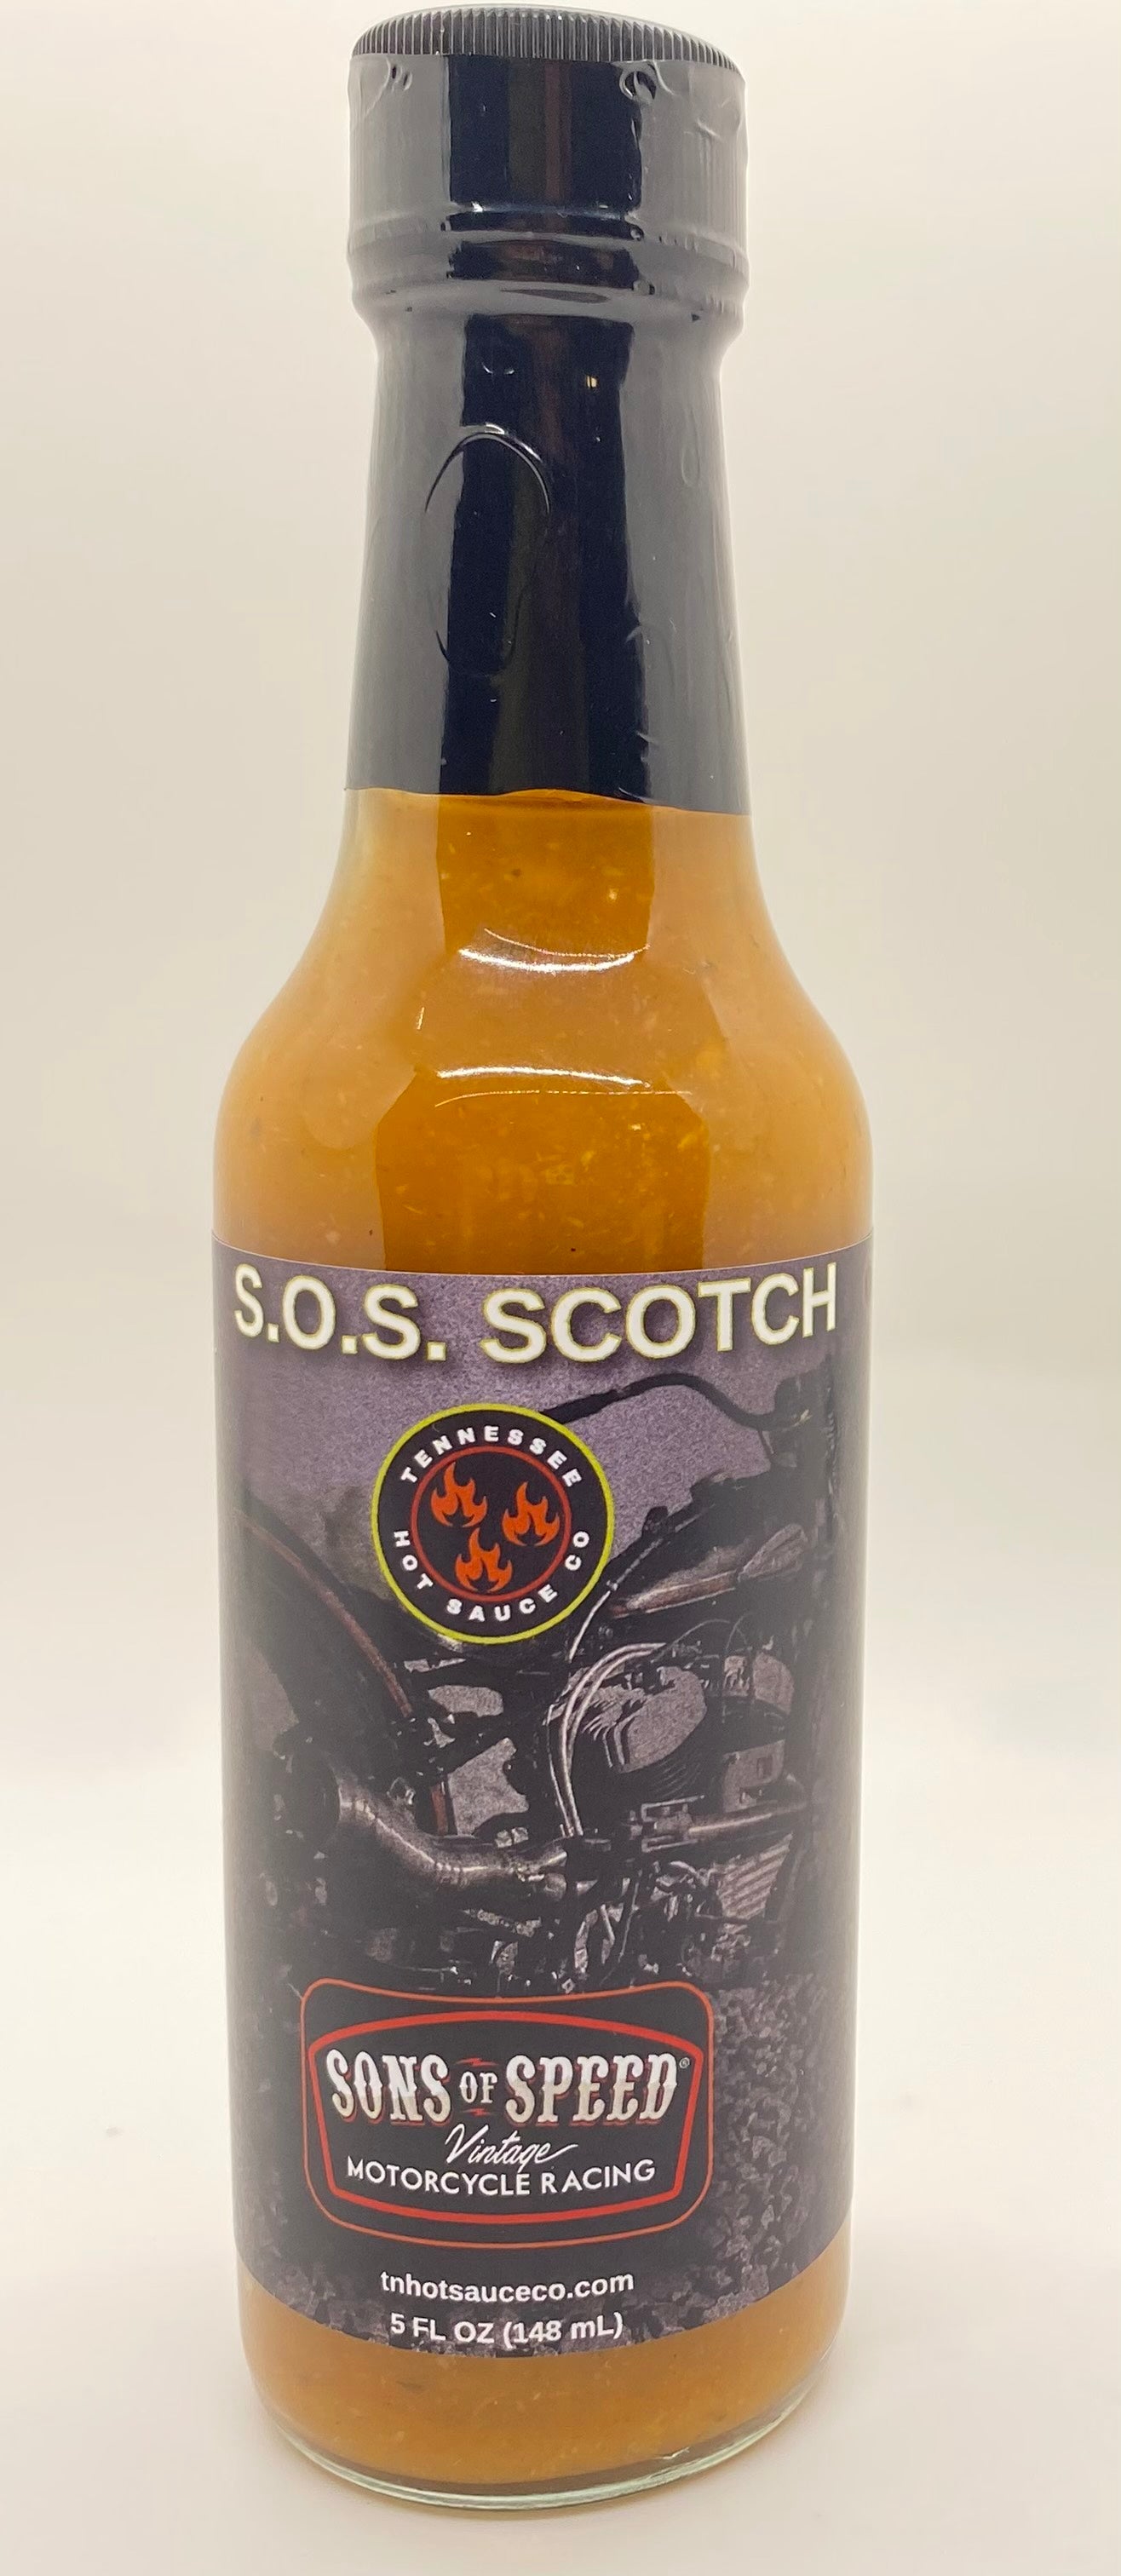 S.O.S. SCOTCH
TENNESSEE
HOT SAUCE CO
SONS OF SPEED®
Vintage
MOTORCYCLE RACING
tnhotsauceco.com
5 FL OZ (148 mL)